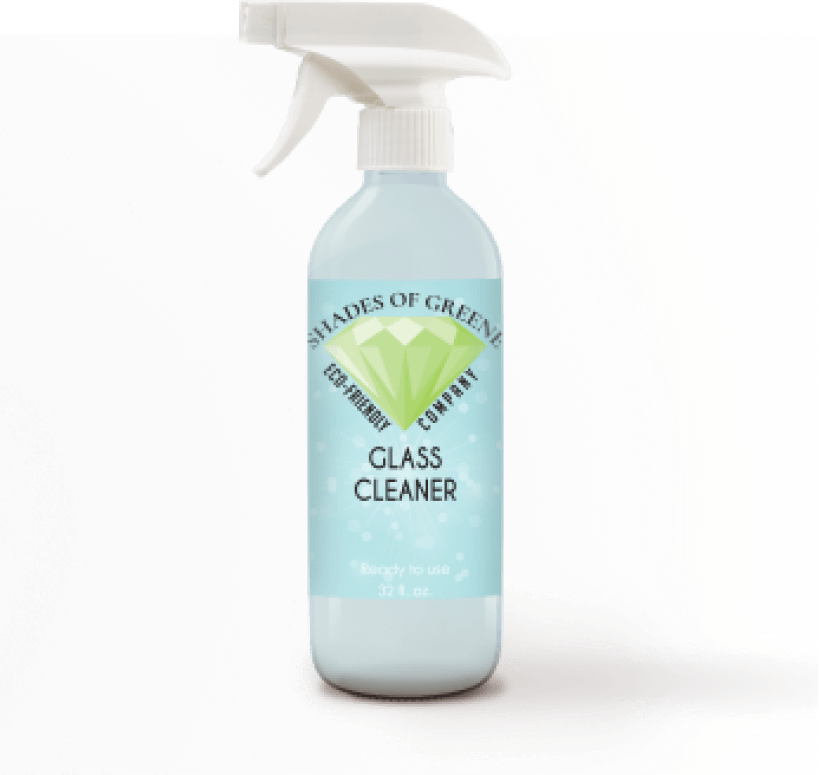 SHADES OF GREENE
ECO-FRIENDLY COMPANY
GLASS
CLEANER
Ready to use
32 fl. oz.